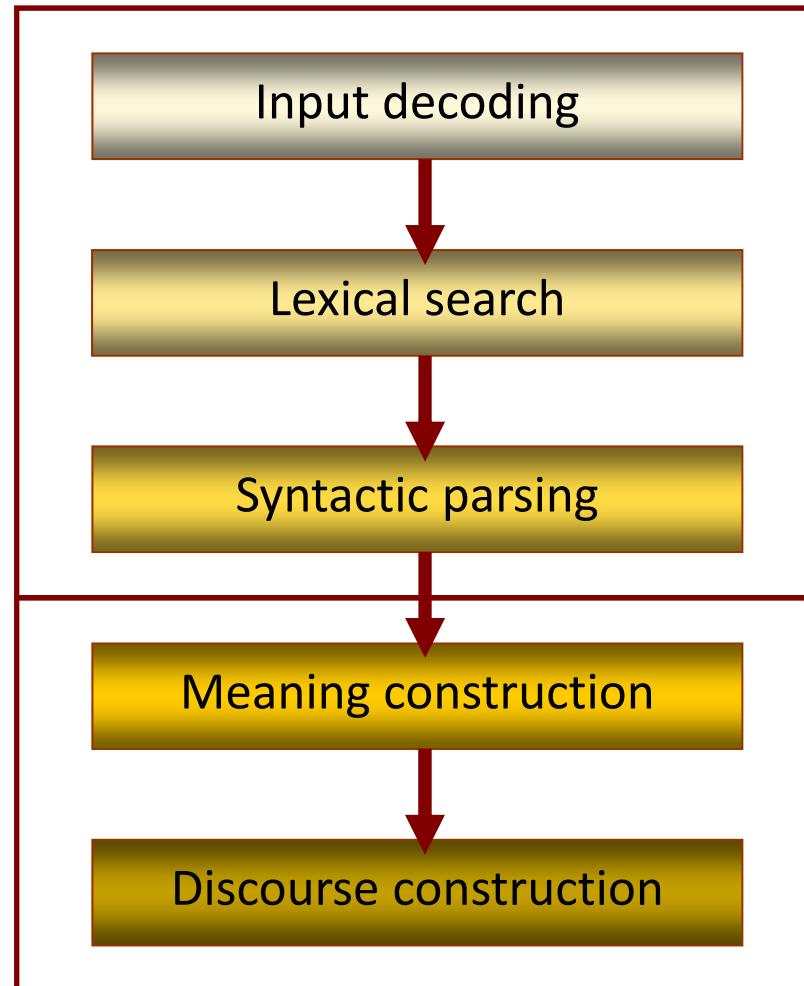 Input decoding
Lexical search
Syntactic parsing
Meaning construction
Discourse construction